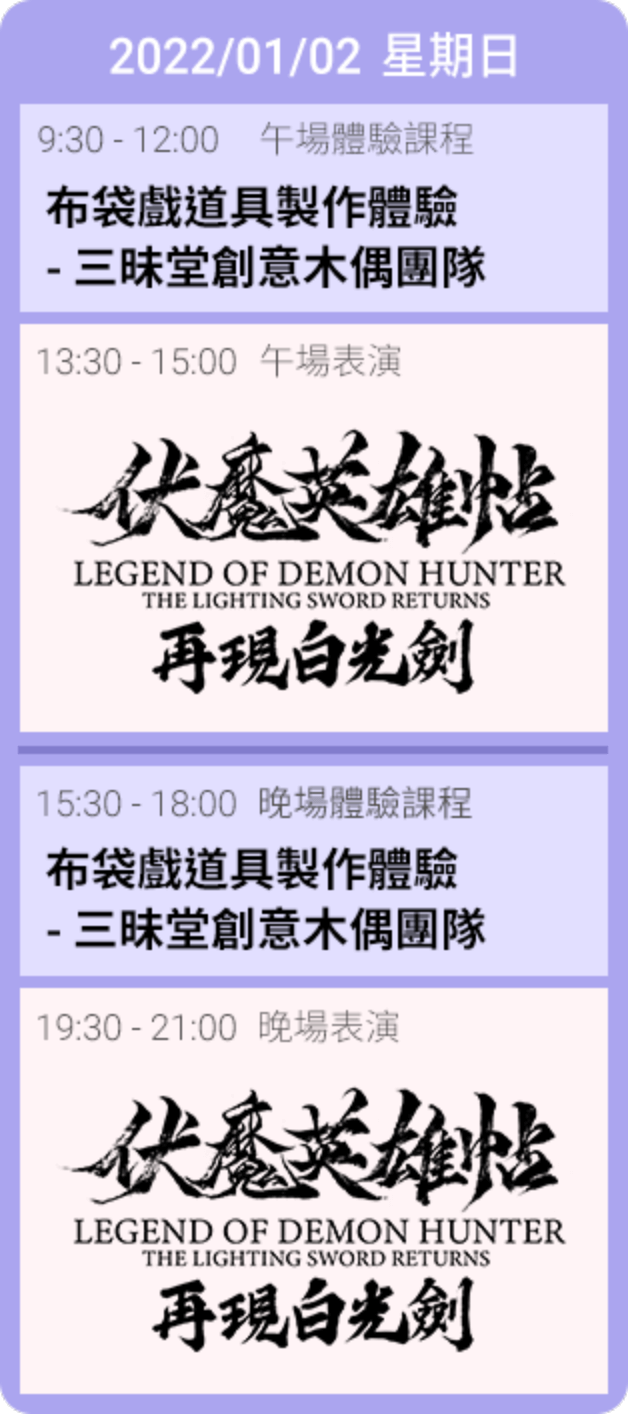 2022/01/02 星期日
9:30 - 12:00 午場體驗課程
布袋戲道具製作體驗
- 三昧堂創意木偶團隊
13:30 - 15:00 午場表演
伏魔英雄帖
LEGEND OF DEMON HUNTER
THE LIGHTING SWORD RETURNS
再現白光劍
15:30 - 18:00 晚場體驗課程
布袋戲道具製作體驗
- 三昧堂創意木偶團隊
19:30 - 21:00 晚場表演
伏魔英雄帖
LEGEND OF DEMON HUNTER
THE LIGHTING SWORD RETURNS
再現白光劍